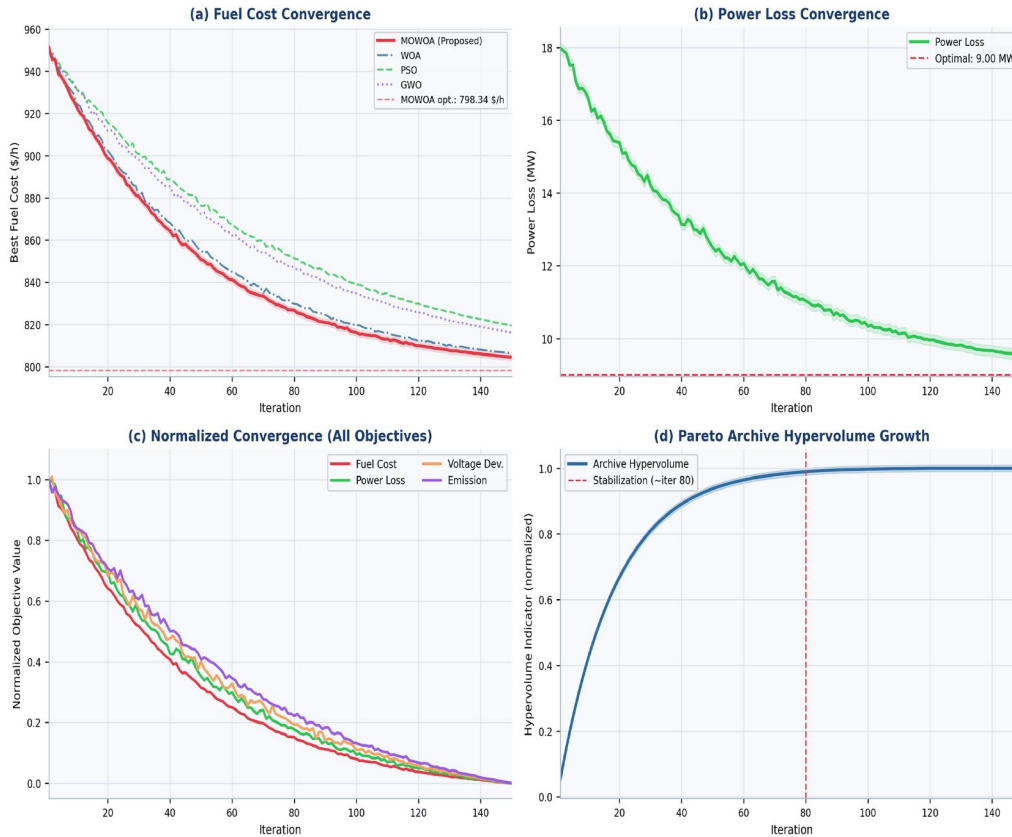 (a) Fuel Cost Convergence
960
940
920
900
880
860
840
820
800
Best Fuel Cost ($/h)
MOWOA (Proposed)
WOA
PSO
GWO
MOWOA opt.: 798.34 $/h
20 40 60 80 100 120 140
Iteration
(b) Power Loss Convergence
18
16
14
12
10
Power Loss (MW)
Power Loss
Optimal: 9.00 MW
20 40 60 80 100 120 140
Iteration
(c) Normalized Convergence (All Objectives)
1.0
0.8
0.6
0.4
0.2
0.0
Normalized Objective Value
Fuel Cost
Power Loss
Voltage Dev.
Emission
20 40 60 80 100 120 140
Iteration
(d) Pareto Archive Hypervolume Growth
1.0
0.8
0.6
0.4
0.2
0.0
Hypervolume Indicator (normalized)
Archive Hypervolume
Stabilization (~iter 80)
20 40 60 80 100 120 140
Iteration